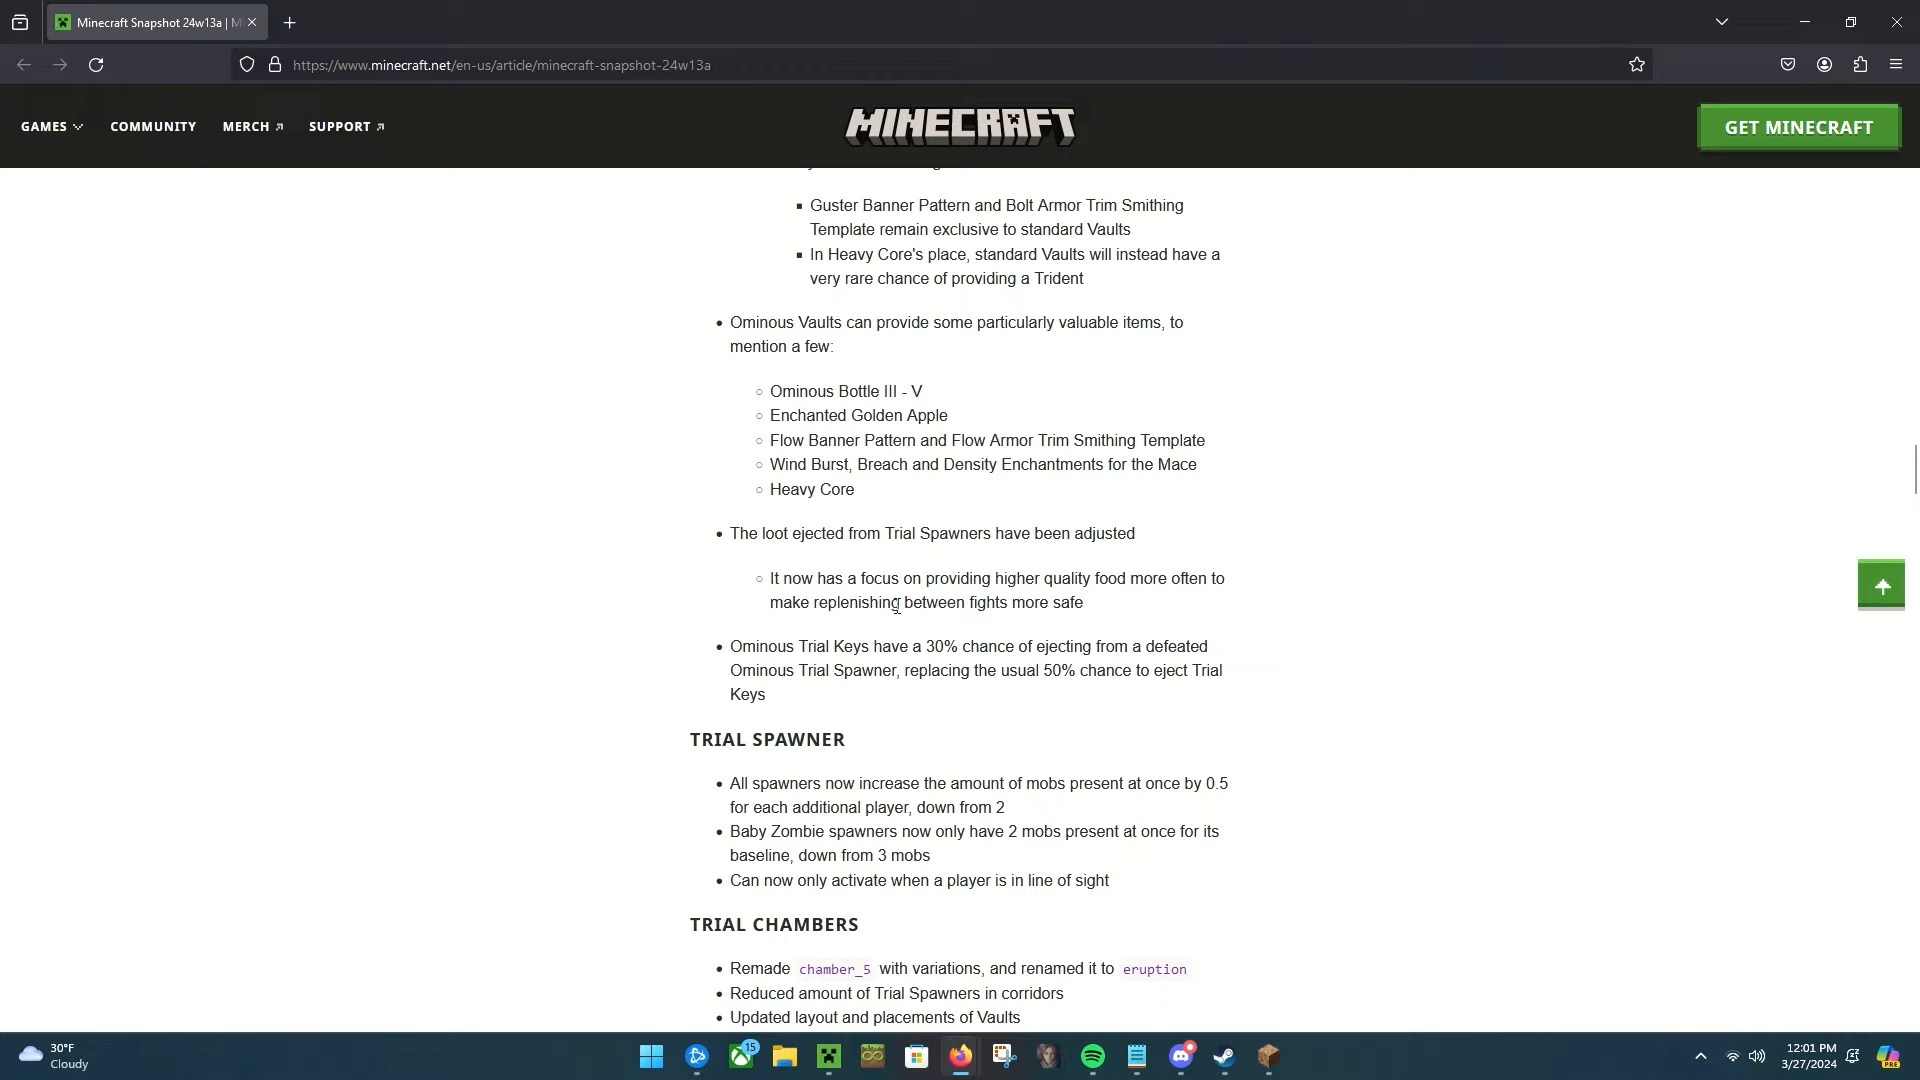 Minecraft Snapshot 24w13a | M
https://www.minecraft.net/en-us/article/minecraft-snapshot-24w13a
GAMES
COMMUNITY
MERCH
SUPPORT
MINECRAFT
GET MINECRAFT
Guster Banner Pattern and Bolt Armor Trim Smithing
Template remain exclusive to standard Vaults
In Heavy Core's place, standard Vaults will instead have a
very rare chance of providing a Trident
Ominous Vaults can provide some particularly valuable items, to
mention a few:
Ominous Bottle III - V
Enchanted Golden Apple
Flow Banner Pattern and Flow Armor Trim Smithing Template
Wind Burst, Breach and Density Enchantments for the Mace
Heavy Core
The loot ejected from Trial Spawners have been adjusted
It now has a focus on providing higher quality food more often to
make replenishing between fights more safe
Ominous Trial Keys have a 30% chance of ejecting from a defeated
Ominous Trial Spawner, replacing the usual 50% chance to eject Trial
Keys
TRIAL SPAWNER
All spawners now increase the amount of mobs present at once by 0.5
for each additional player, down from 2
Baby Zombie spawners now only have 2 mobs present at once for its
baseline, down from 3 mobs
Can now only activate when a player is in line of sight
TRIAL CHAMBERS
Remade chamber_5 with variations, and renamed it to eruption
Reduced amount of Trial Spawners in corridors
Updated layout and placements of Vaults
30°F
Cloudy
15
12:01 PM
3/27/2024
PRE